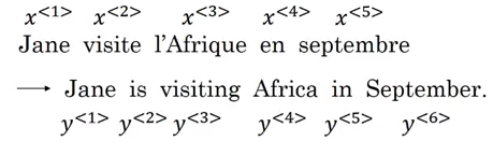 x<1> x<2> x<3> x<4> x<5>
Jane visite l'Afrique en septembre
→ Jane is visiting Africa in September.
y<1> y<2> y<3> y<4> y<5> y<6>